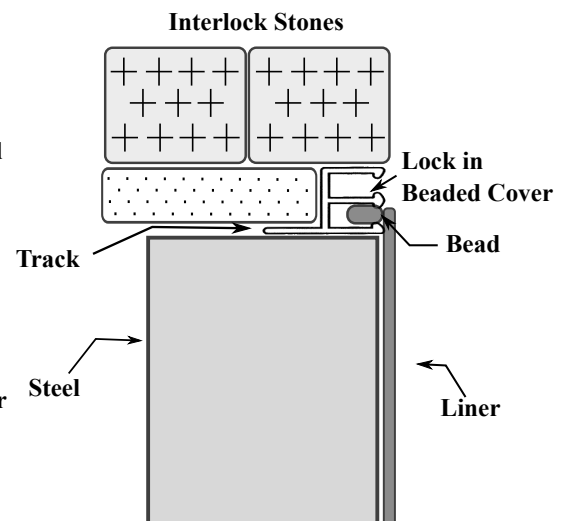 Interlock Stones
Lock in
Beaded Cover
Bead
Track
Steel
Liner